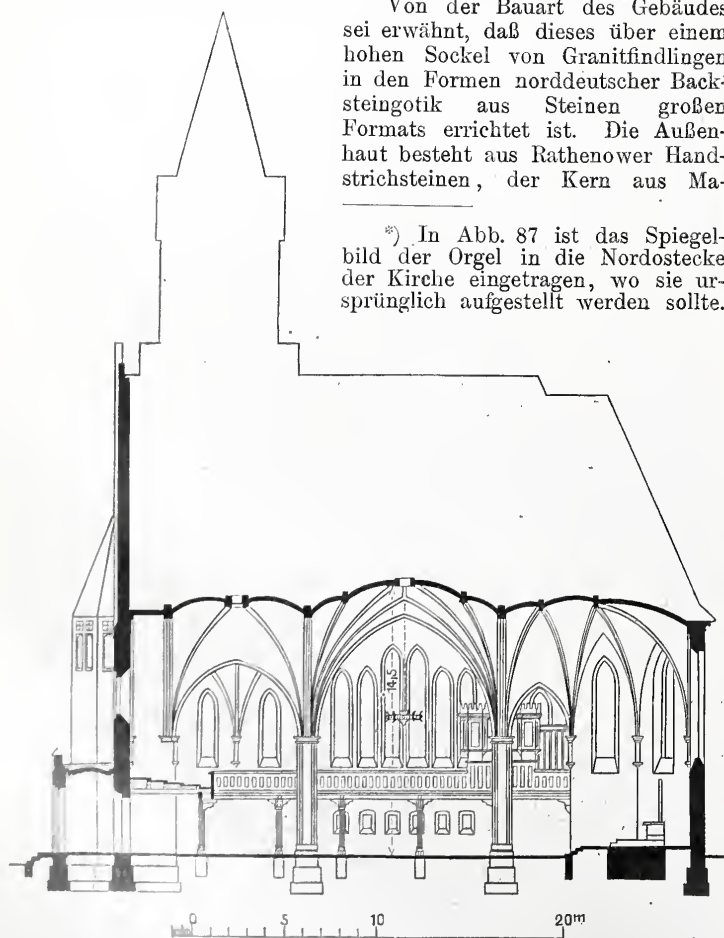 Von der Bauart des Gebäudes
sei erwähnt, daß dieses über einem
hohen Sockel von Granitfindlingen
in den Formen norddeutscher Back-
steingotik aus Steinen großen
Formats errichtet ist. Die Außen-
haut besteht aus Rathenower Hand-
strichsteinen, der Kern aus Ma-
*) In Abb. 87 ist das Spiegel-
bild der Orgel in die Nordostecke
der Kirche eingetragen, wo sie ur-
sprünglich aufgestellt werden sollte.
14,5
0 5 10 20m